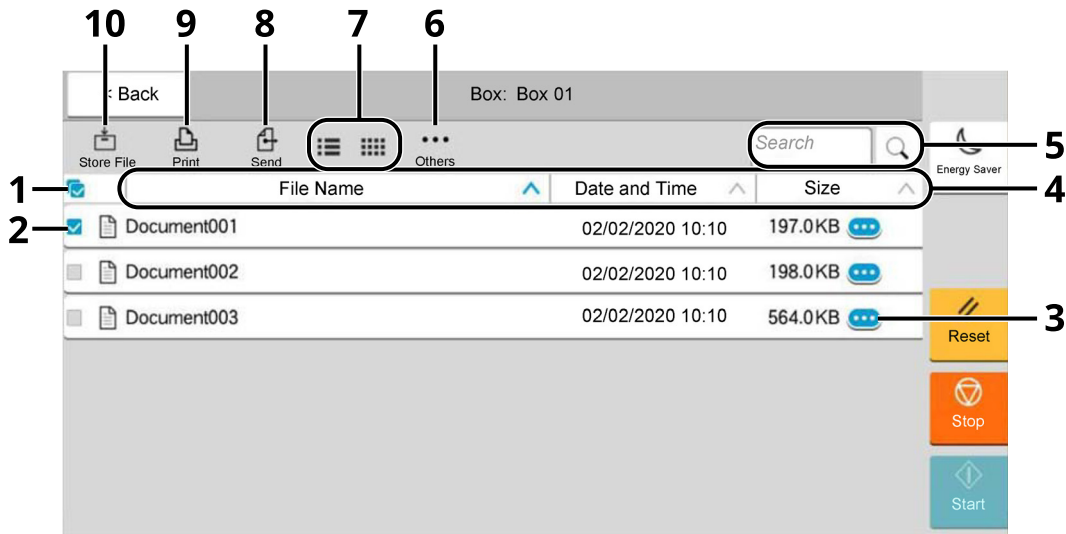 10 9 8 7 6
< Back Box: Box 01
Store File Print Send Others Search 5
Energy Saver
1 File Name Date and Time Size 4
2 Document001 02/02/2020 10:10 197.0KB
Document002 02/02/2020 10:10 198.0KB
Document003 02/02/2020 10:10 564.0KB 3
Reset
Stop
Start